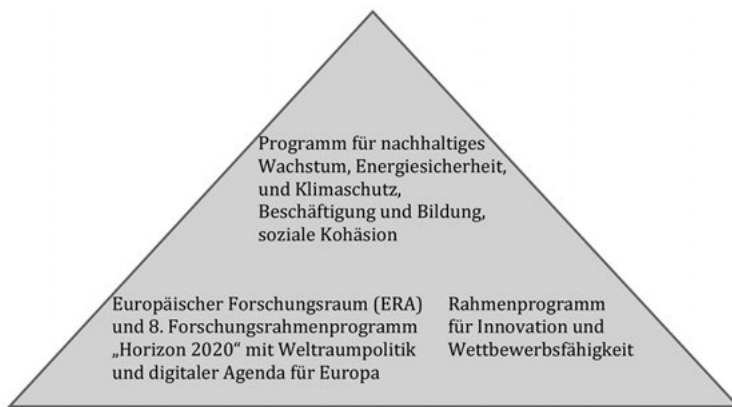 Programm für nachhaltiges
Wachstum, Energiesicherheit,
und Klimaschutz,
Beschäftigung und Bildung,
soziale Kohäsion
Europäischer Forschungsraum (ERA)
und 8. Forschungsrahmenprogramm
„Horizon 2020“ mit Weltraumpolitik
und digitaler Agenda für Europa
Rahmenprogramm
für Innovation und
Wettbewerbsfähigkeit